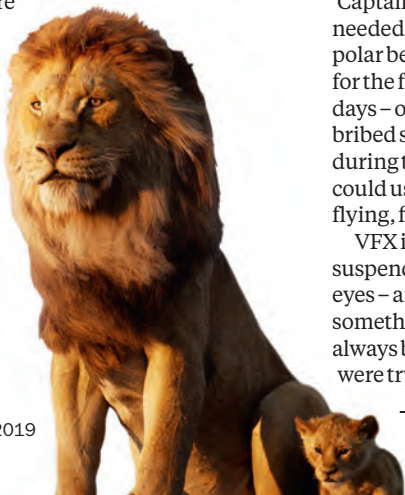 re
2019
Captain
needed
polar be
for the f
days – o
bribed s
during t
could us
flying, f
VFX i
suspend
eyes – a
someth
always b
were tr